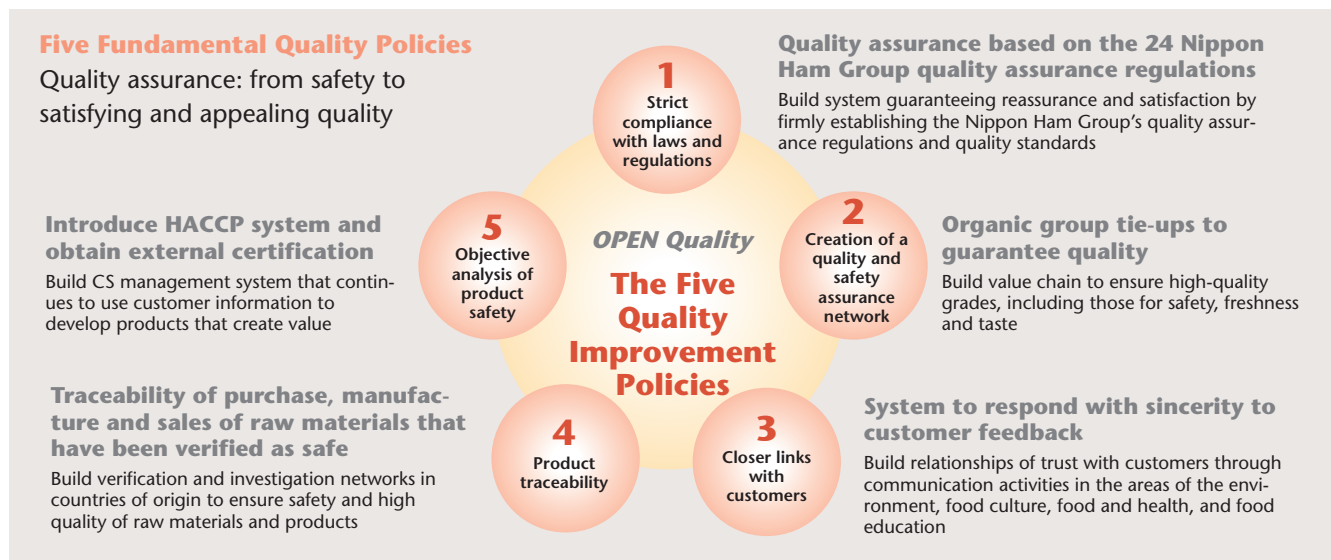 Five Fundamental Quality Policies
Quality assurance: from safety to
satisfying and appealing quality
1
Strict
compliance
with laws and
regulations
Quality assurance based on the 24 Nippon
Ham Group quality assurance regulations
Build system guaranteeing reassurance and satisfaction by
firmly establishing the Nippon Ham Group's quality assur-
ance regulations and quality standards
2
Creation of a
quality and
safety
assurance
network
Organic group tie-ups to
guarantee quality
Build value chain to ensure high-quality
grades, including those for safety, freshness
and taste
3
Closer links
with
customers
System to respond with sincerity to
customer feedback
Build relationships of trust with customers through
communication activities in the areas of the envi-
ronment, food culture, food and health, and food
education
4
Product
traceability
Traceability of purchase, manufac-
ture and sales of raw materials that
have been verified as safe
Build verification and investigation networks in
countries of origin to ensure safety and high
quality of raw materials and products
5
Objective
analysis of
product
safety
Introduce HACCP system and
obtain external certification
Build CS management system that contin-
ues to use customer information to
develop products that create value
OPEN Quality
The Five
Quality
Improvement
Policies